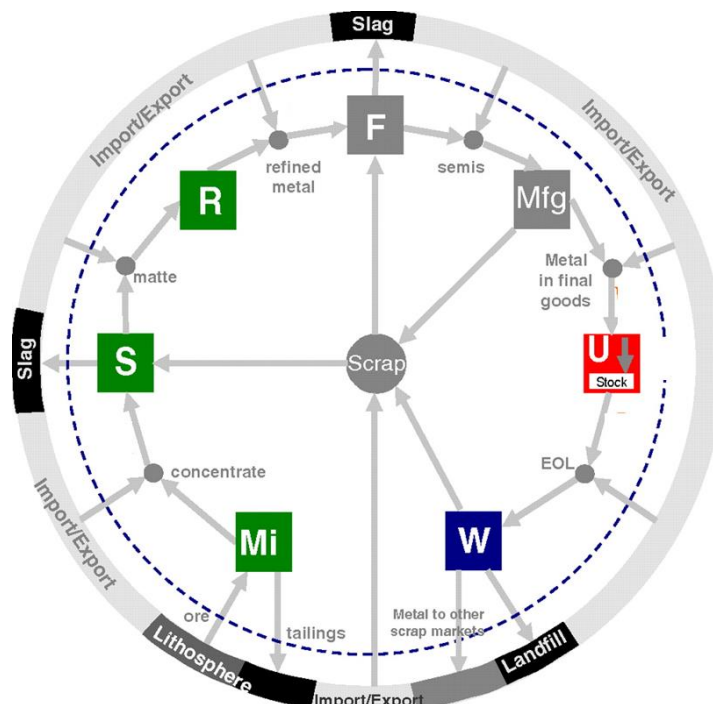 Slag
Import/Export
Import/Export
F
refined
metal
semis
R
Mfg
matte
Metal
in final
goods
Slag
S
Scrap
U
Stock
concentrate
EOL
Import/Export
Mi
W
ore
tailings
Metal to other
scrap markets
Lithosphere
Landfill
Import/Export